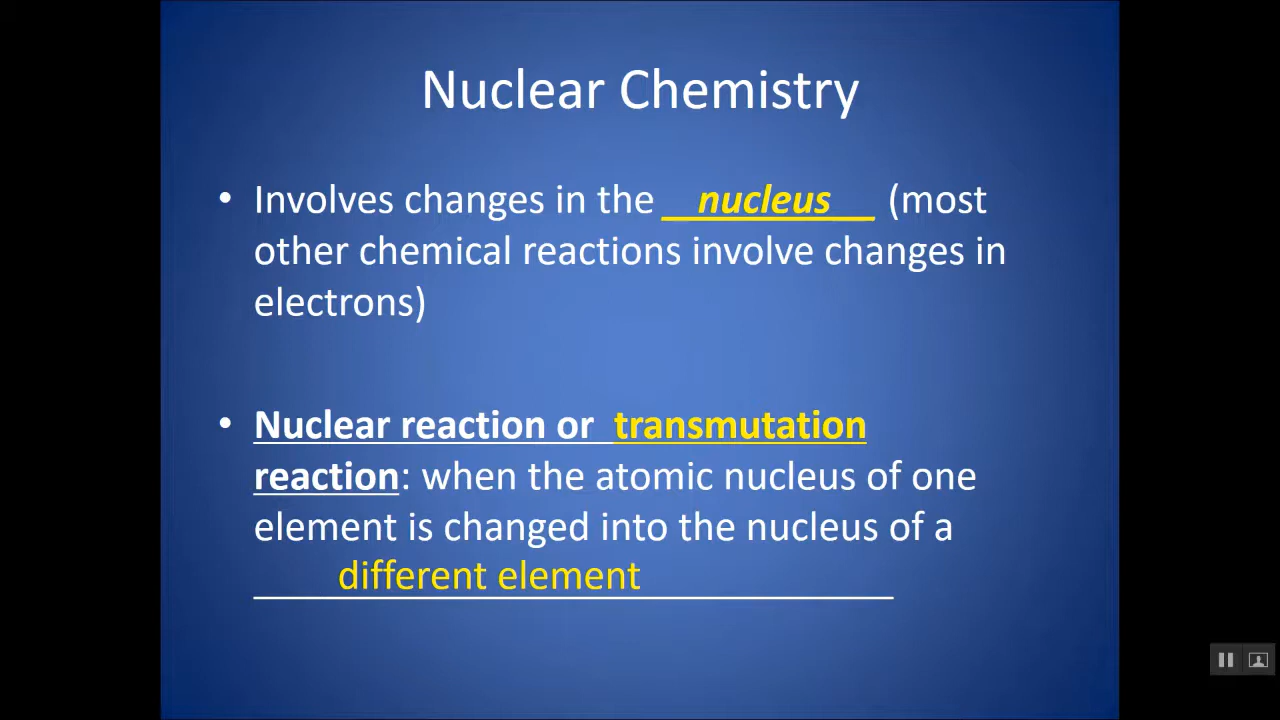 Nuclear Chemistry
• Involves changes in the __nucleus__ (most
other chemical reactions involve changes in
electrons)
• Nuclear reaction or transmutation
reaction: when the atomic nucleus of one
element is changed into the nucleus of a
different element